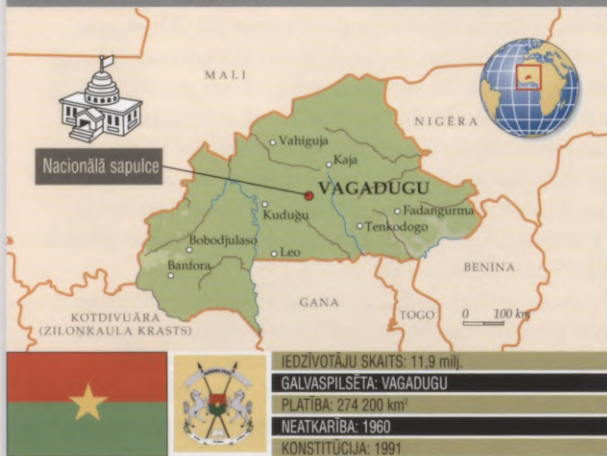 MALI
NIGĒRA
Nacionālā sapulce
Vahiguja
Kaja
VAGADUGU
Kudugu
Fadangurma
Tenkodogo
Bobodjulaso
Leo
Banfora
BENINA
KOTDIVUĀRA
(ZILOŅKAULA KRASTS)
GANA
TOGO
0 100 km
IEDZĪVOTĀJU SKAITS: 11,9 milj.
GALVASPILSĒTA: VAGADUGU
PLATĪBA: 274 200 km²
NEATKARĪBA: 1960
KONSTITŪCIJA: 1991